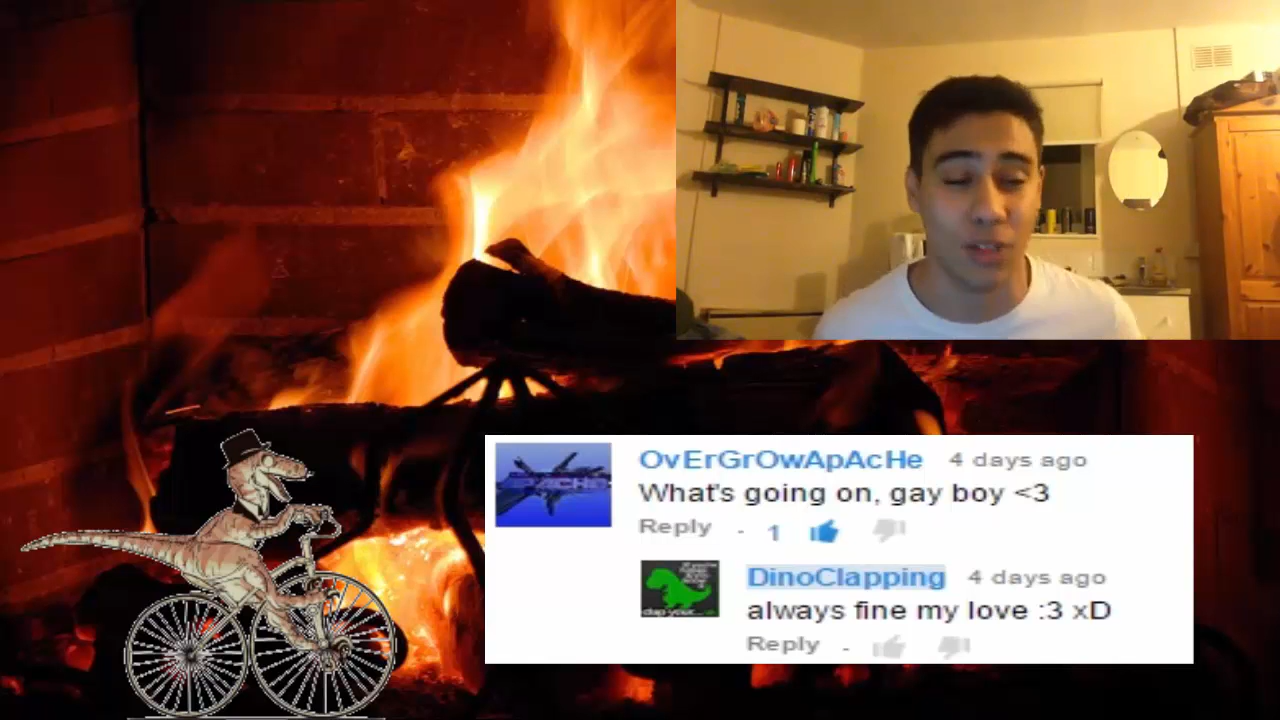 OvErGrOwApAcHe 4 days ago
What's going on, gay boy <3
Reply . 1
DinoClapping 4 days ago
always fine my love :3 xD
Reply .